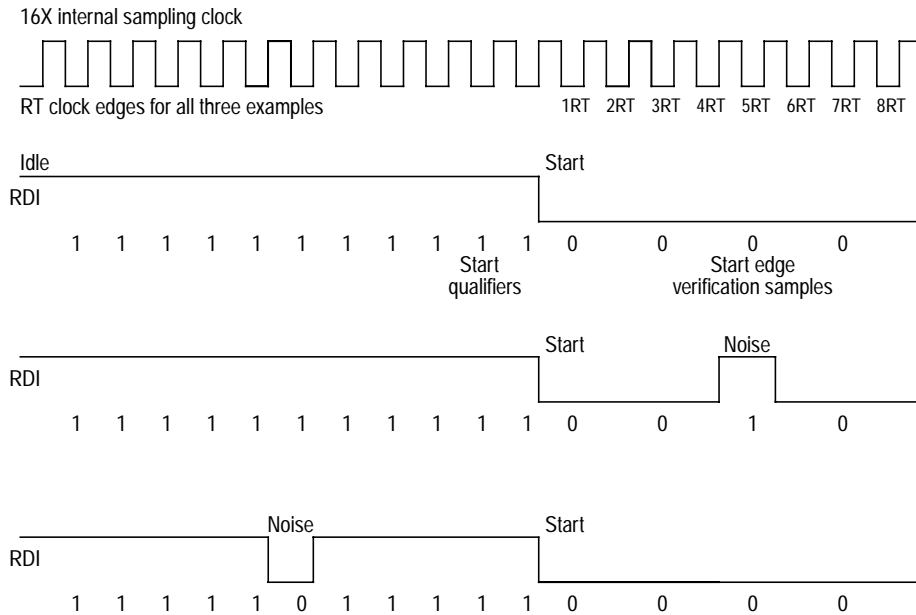 16X internal sampling clock
RT clock edges for all three examples
1RT 2RT 3RT 4RT 5RT 6RT 7RT 8RT
Idle Start
RDI
1 1 1 1 1 1 1 1 1 1 1 0 0 0 0
Start
qualifiers
Start edge
verification samples
Start Noise
RDI
1 1 1 1 1 1 1 1 1 1 1 0 0 1 0
Noise Start
RDI
1 1 1 1 1 0 1 1 1 1 1 0 0 0 0